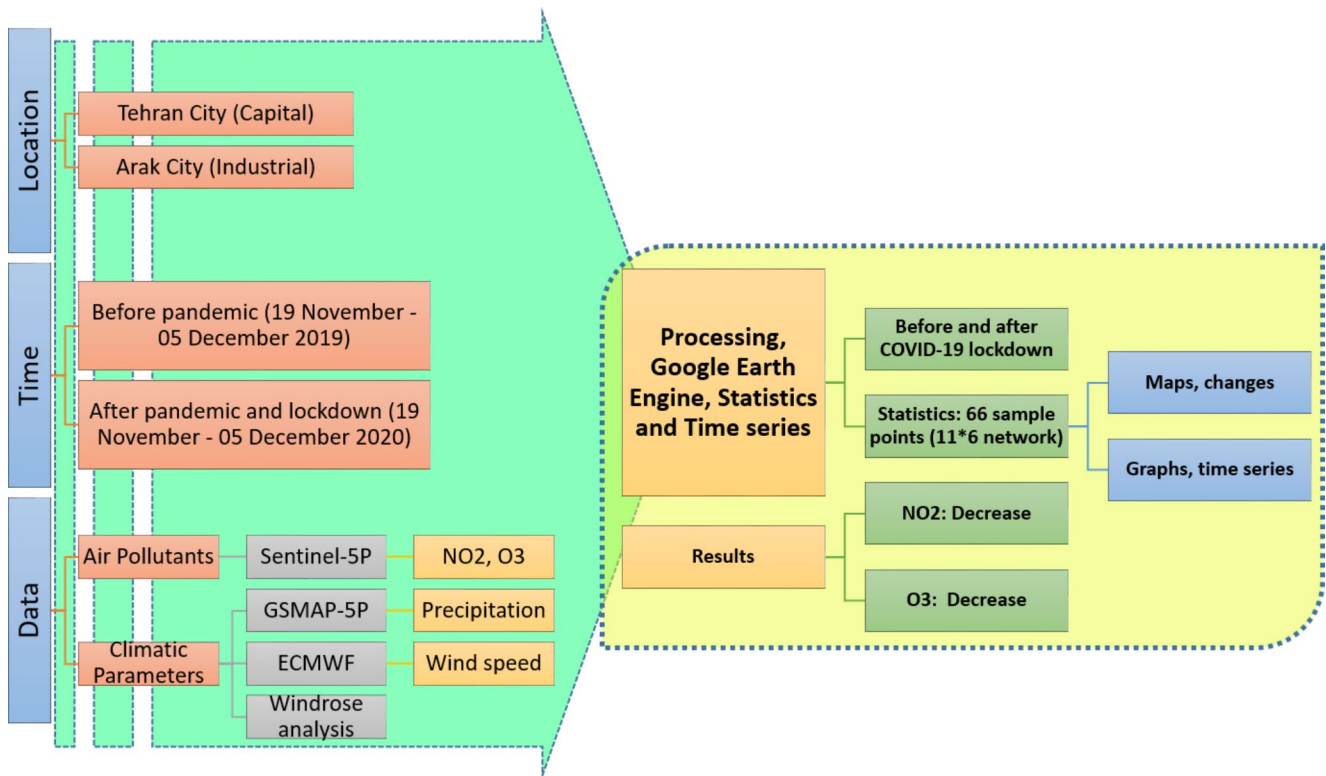 Location
Tehran City (Capital)
Arak City (Industrial)
Time
Before pandemic (19 November -
05 December 2019)
After pandemic and lockdown (19
November - 05 December 2020)
Data
Air Pollutants
Sentinel-5P
NO2, O3
GSMAP-5P
Precipitation
Climatic
Parameters
ECMWF
Wind speed
Windrose
analysis
Processing,
Google Earth
Engine, Statistics
and Time series
Before and after
COVID-19 lockdown
Statistics: 66 sample
points (11*6 network)
Maps, changes
Graphs, time series
Results
NO2: Decrease
O3: Decrease